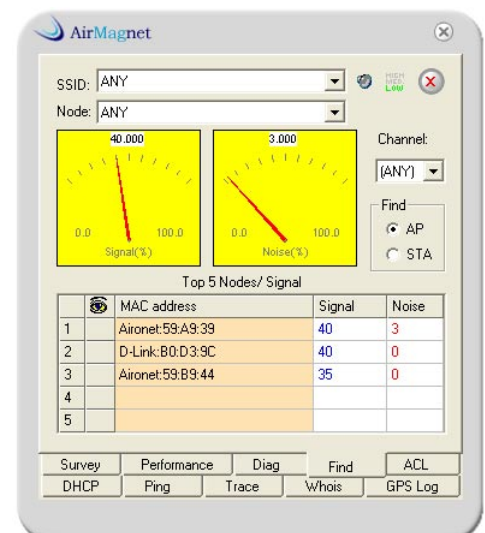 AirMagnet
SSID: ANY
HIGH
MED
LOW
Node: ANY
40.000
0.0 100.0
Signal(%)
3.000
0.0 100.0
Noise(%)
Channel:
(ANY)
Find
AP
STA
Top 5 Nodes/ Signal
MAC address Signal Noise
1 Aironet:59:A9:39 40 3
2 D-Link:B0:D3:9C 40 0
3 Aironet:59:B9:44 35 0
4
5
Survey Performance Diag Find ACL
DHCP Ping Trace Whois GPS Log